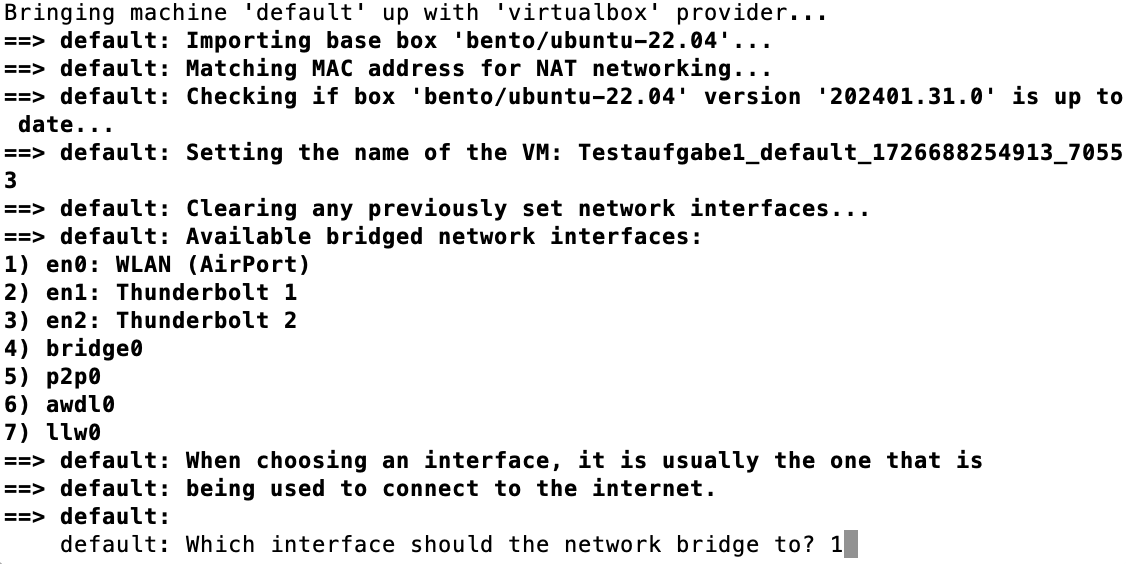 Bringing machine 'default' up with 'virtualbox' provider...
==> default: Importing base box 'bento/ubuntu-22.04'...
==> default: Matching MAC address for NAT networking...
==> default: Checking if box 'bento/ubuntu-22.04' version '202401.31.0' is up to
 date...
==> default: Setting the name of the VM: Testaufgabe1_default_1726688254913_7055
3
==> default: Clearing any previously set network interfaces...
==> default: Available bridged network interfaces:
1) en0: WLAN (AirPort)
2) en1: Thunderbolt 1
3) en2: Thunderbolt 2
4) bridge0
5) p2p0
6) awdl0
7) llw0
==> default: When choosing an interface, it is usually the one that is
==> default: being used to connect to the internet.
==> default:
    default: Which interface should the network bridge to? 1